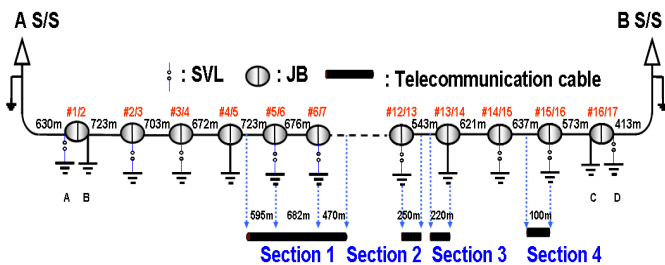 A S/S
B S/S
: SVL : JB : Telecommunication cable
#1/2 #2/3 #3/4 #4/5 #5/6 #6/7 #12/13 #13/14 #14/15 #15/16 #16/17
630m 723m 703m 672m 723m 676m 543m 621m 637m 573m 413m
A B C D
595m 682m 470m 250m 220m 100m
Section 1 Section 2 Section 3 Section 4